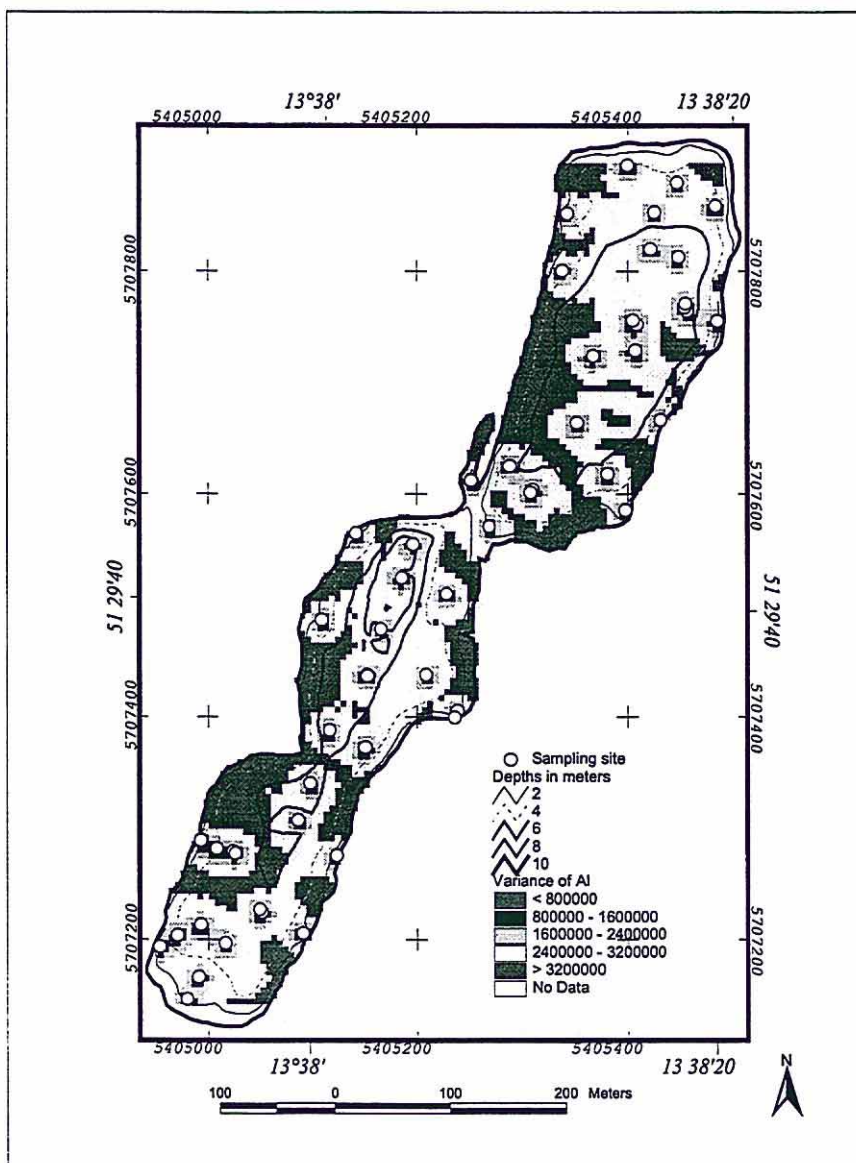 13°38' 13 38'20
5405000 5405200 5405400
5707800 5707800
5707600 5707600
51 29'40 51 29'40
5707400 5707400
Sampling site
Depths in meters
2
4
6
8
10
Variance of Al
< 800000
800000 - 1600000
1600000 - 2400000
2400000 - 3200000
> 3200000
No Data
5707200 5707200
5405000 5405200 5405400
13°38' 13 38'20
100 0 100 200 Meters
N